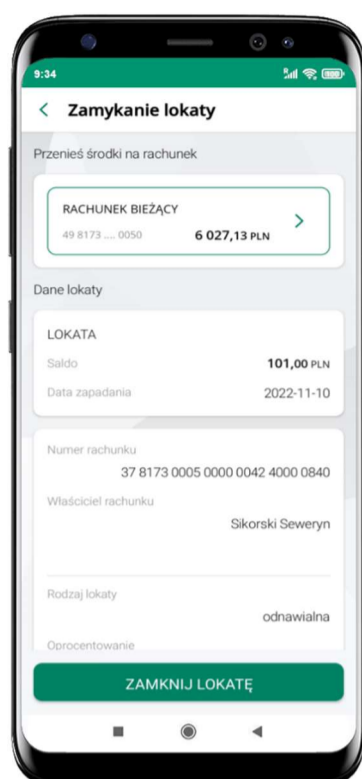 9:34
Zamykanie lokaty
Przenieś środki na rachunek
RACHUNEK BIEŻĄCY
49 8173 .... 0050 6 027,13 PLN
Dane lokaty
LOKATA
Saldo 101,00 PLN
Data zapadania 2022-11-10
Numer rachunku
37 8173 0005 0000 0042 4000 0840
Właściciel rachunku
Sikorski Seweryn
Rodzaj lokaty
odnawialna
Oprocentowanie
ZAMKNIJ LOKATĘ